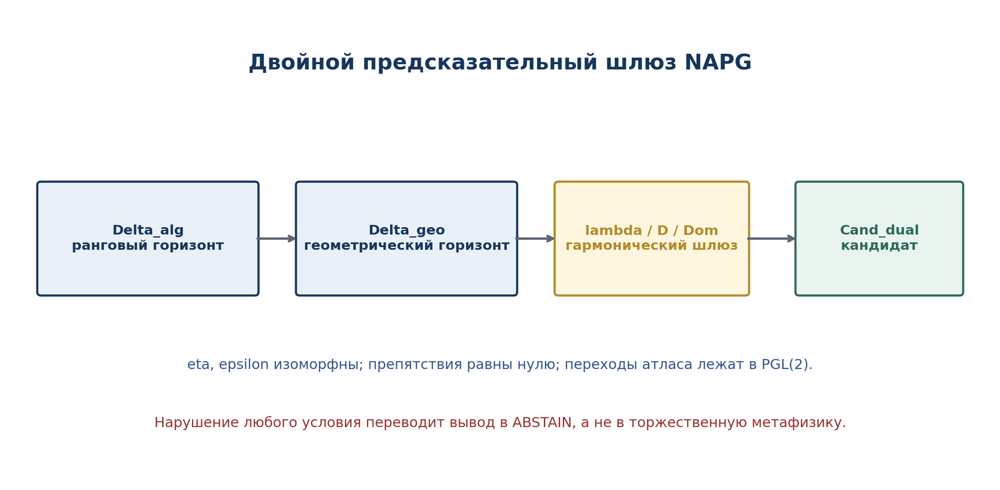 Двойной предсказательный шлюз NAPG
Delta_alg
ранговый горизонт
Delta_geo
геометрический горизонт
lambda / D / Dom
гармонический шлюз
Cand_dual
кандидат
eta, epsilon изоморфны; препятствия равны нулю; переходы атласа лежат в PGL(2).
Нарушение любого условия переводит вывод в ABSTAIN, а не в торжественную метафизику.